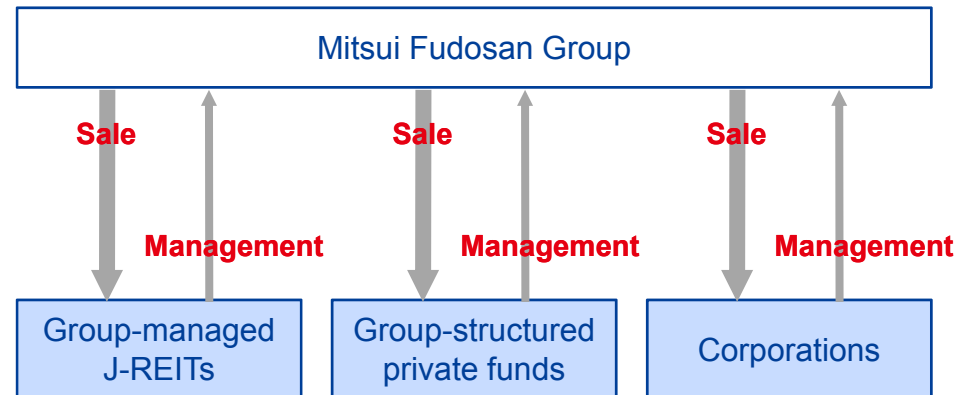 Mitsui Fudosan Group
Sale
Sale
Sale
Management
Management
Management
Group-managed
J-REITs
Group-structured
private funds
Corporations